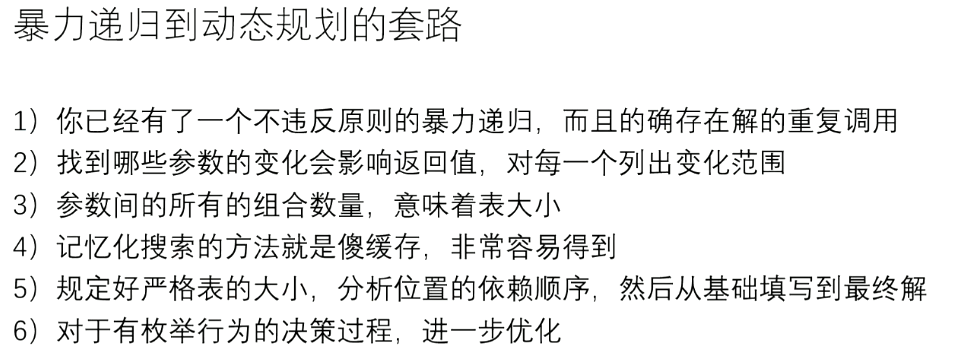 暴力递归到动态规划的套路
1）你已经有了一个不违反原则的暴力递归，而且的确存在解的重复调用
2）找到哪些参数的变化会影响返回值，对每一个列出变化范围
3）参数间的所有的组合数量，意味着表大小
4）记忆化搜索的方法就是傻缓存，非常容易得到
5）规定好严格表的大小，分析位置的依赖顺序，然后从基础填写到最终解
6）对于有枚举行为的决策过程，进一步优化